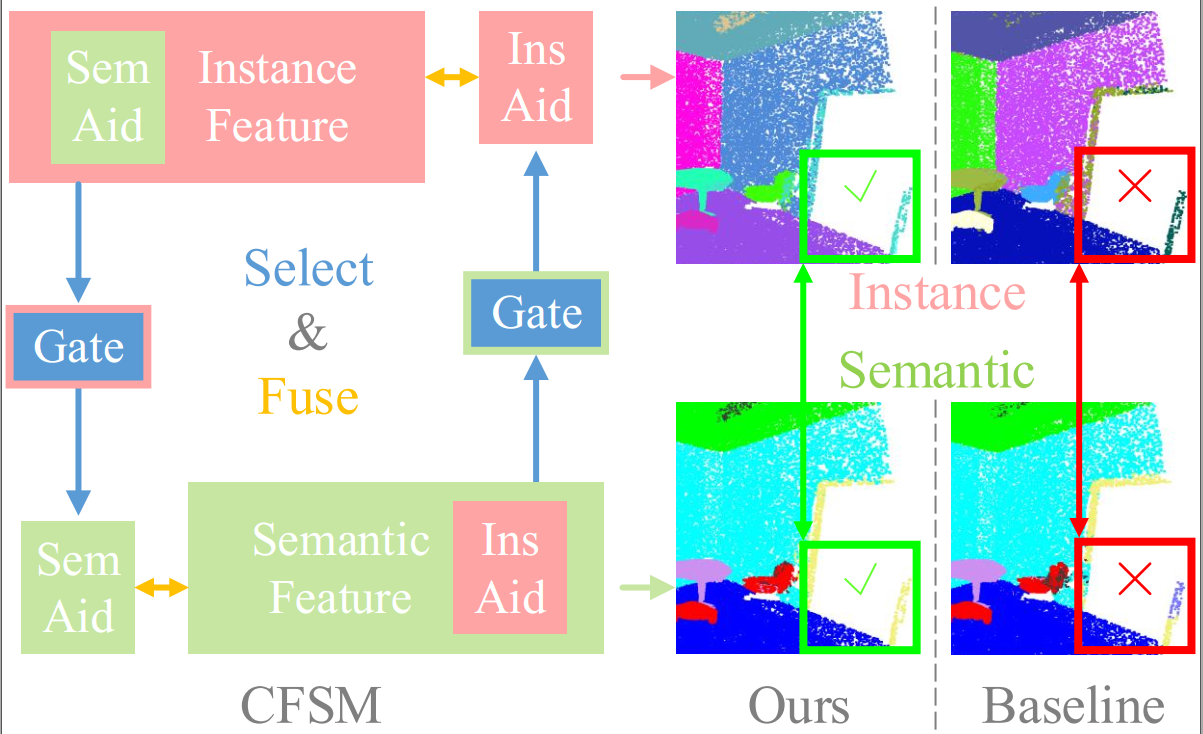 Sem
Aid
Instance
Feature
Ins
Aid
Select
&
Fuse
Gate
Gate
Sem
Aid
Semantic
Feature
Ins
Aid
CFSM
Instance
Semantic
Ours
Baseline